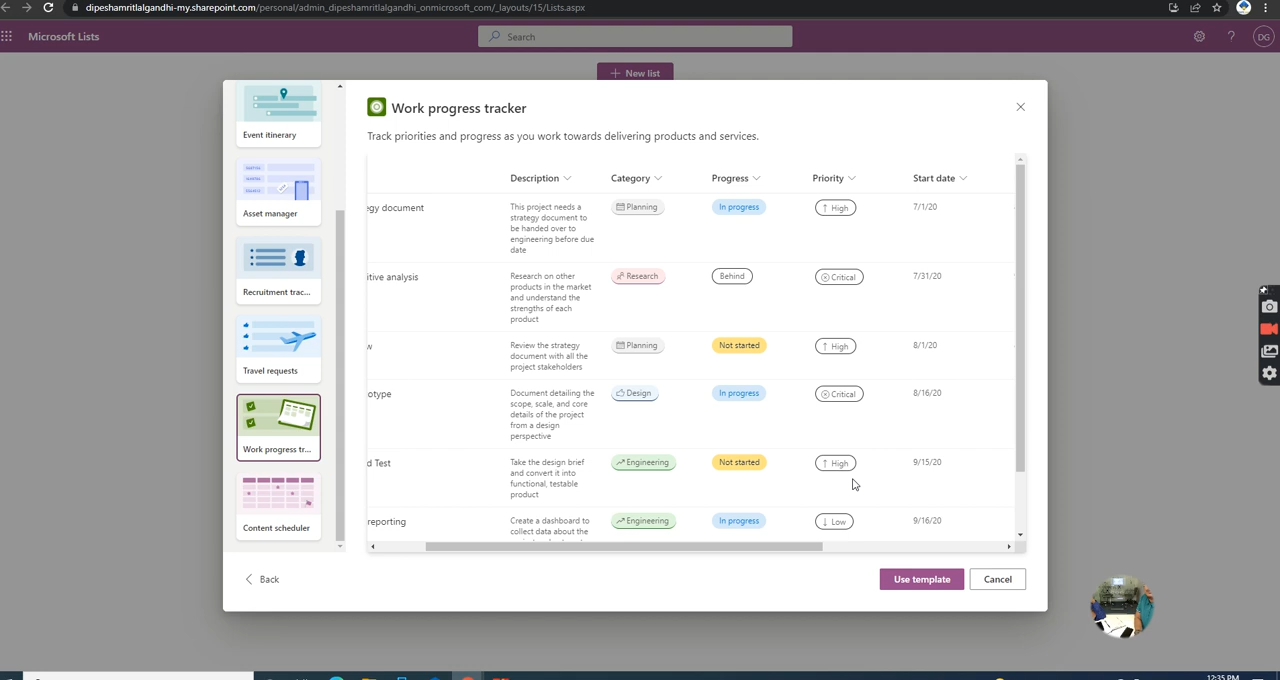 dipeshamritlalgandhi-my.sharepoint.com/personal/admin_dipeshamritlalgandhi_onmicrosoft_com/_layouts/15/Lists.aspx
Microsoft Lists
Search
?
DG
New list
Event itinerary
Asset manager
Recruitment trac...
Travel requests
Work progress tr...
Content scheduler
Work progress tracker
Track priorities and progress as you work towards delivering products and services.
Description Category Progress Priority Start date
egy document
This project needs a
strategy document to
be handed over to
engineering before due
date
Planning
In progress
High
7/1/20
itive analysis
Research on other
products in the market
and understand the
strengths of each
product
Research
Behind
Critical
7/31/20
w
Review the strategy
document with all the
project stakeholders
Planning
Not started
High
8/1/20
otype
Document detailing the
scope, scale, and core
details of the project
from a design
perspective
Design
In progress
Critical
8/16/20
d Test
Take the design brief
and convert it into
functional, testable
product
Engineering
Not started
High
9/15/20
reporting
Create a dashboard to
collect data about the
Engineering
In progress
Low
9/16/20
Back
Use template
Cancel
12:35 PM